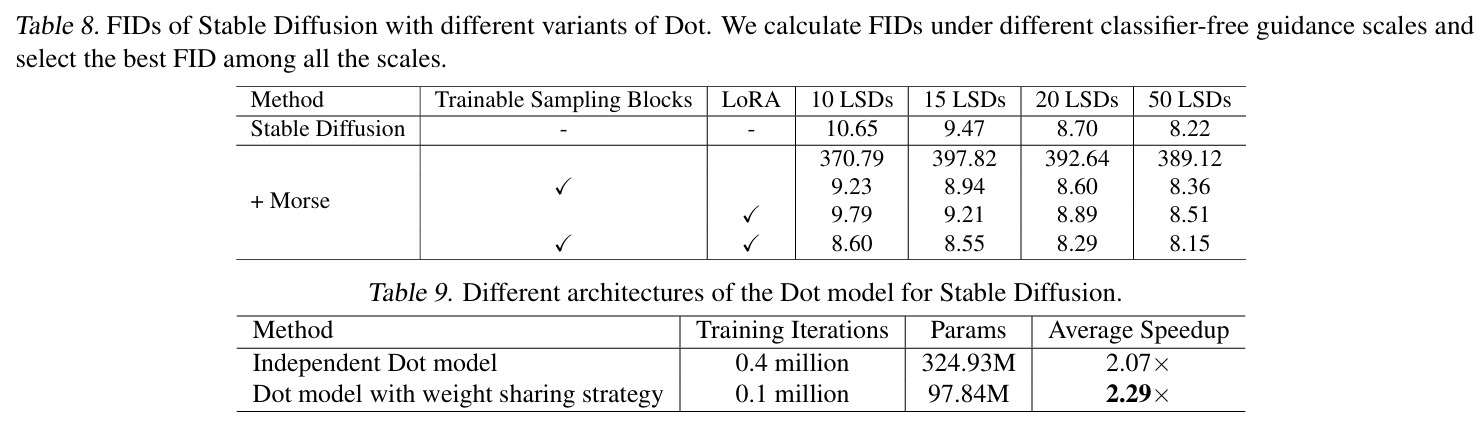 Table 8. FIDs of Stable Diffusion with different variants of Dot. We calculate FIDs under different classifier-free guidance scales and
select the best FID among all the scales.
Method Trainable Sampling Blocks LoRA 10 LSDs 15 LSDs 20 LSDs 50 LSDs
Stable Diffusion - - 10.65 9.47 8.70 8.22
370.79 397.82 392.64 389.12
✓ 9.23 8.94 8.60 8.36
+ Morse
✓ 9.79 9.21 8.89 8.51
✓ ✓ 8.60 8.55 8.29 8.15
Table 9. Different architectures of the Dot model for Stable Diffusion.
Method Training Iterations Params Average Speedup
Independent Dot model 0.4 million 324.93M 2.07×
Dot model with weight sharing strategy 0.1 million 97.84M 2.29×